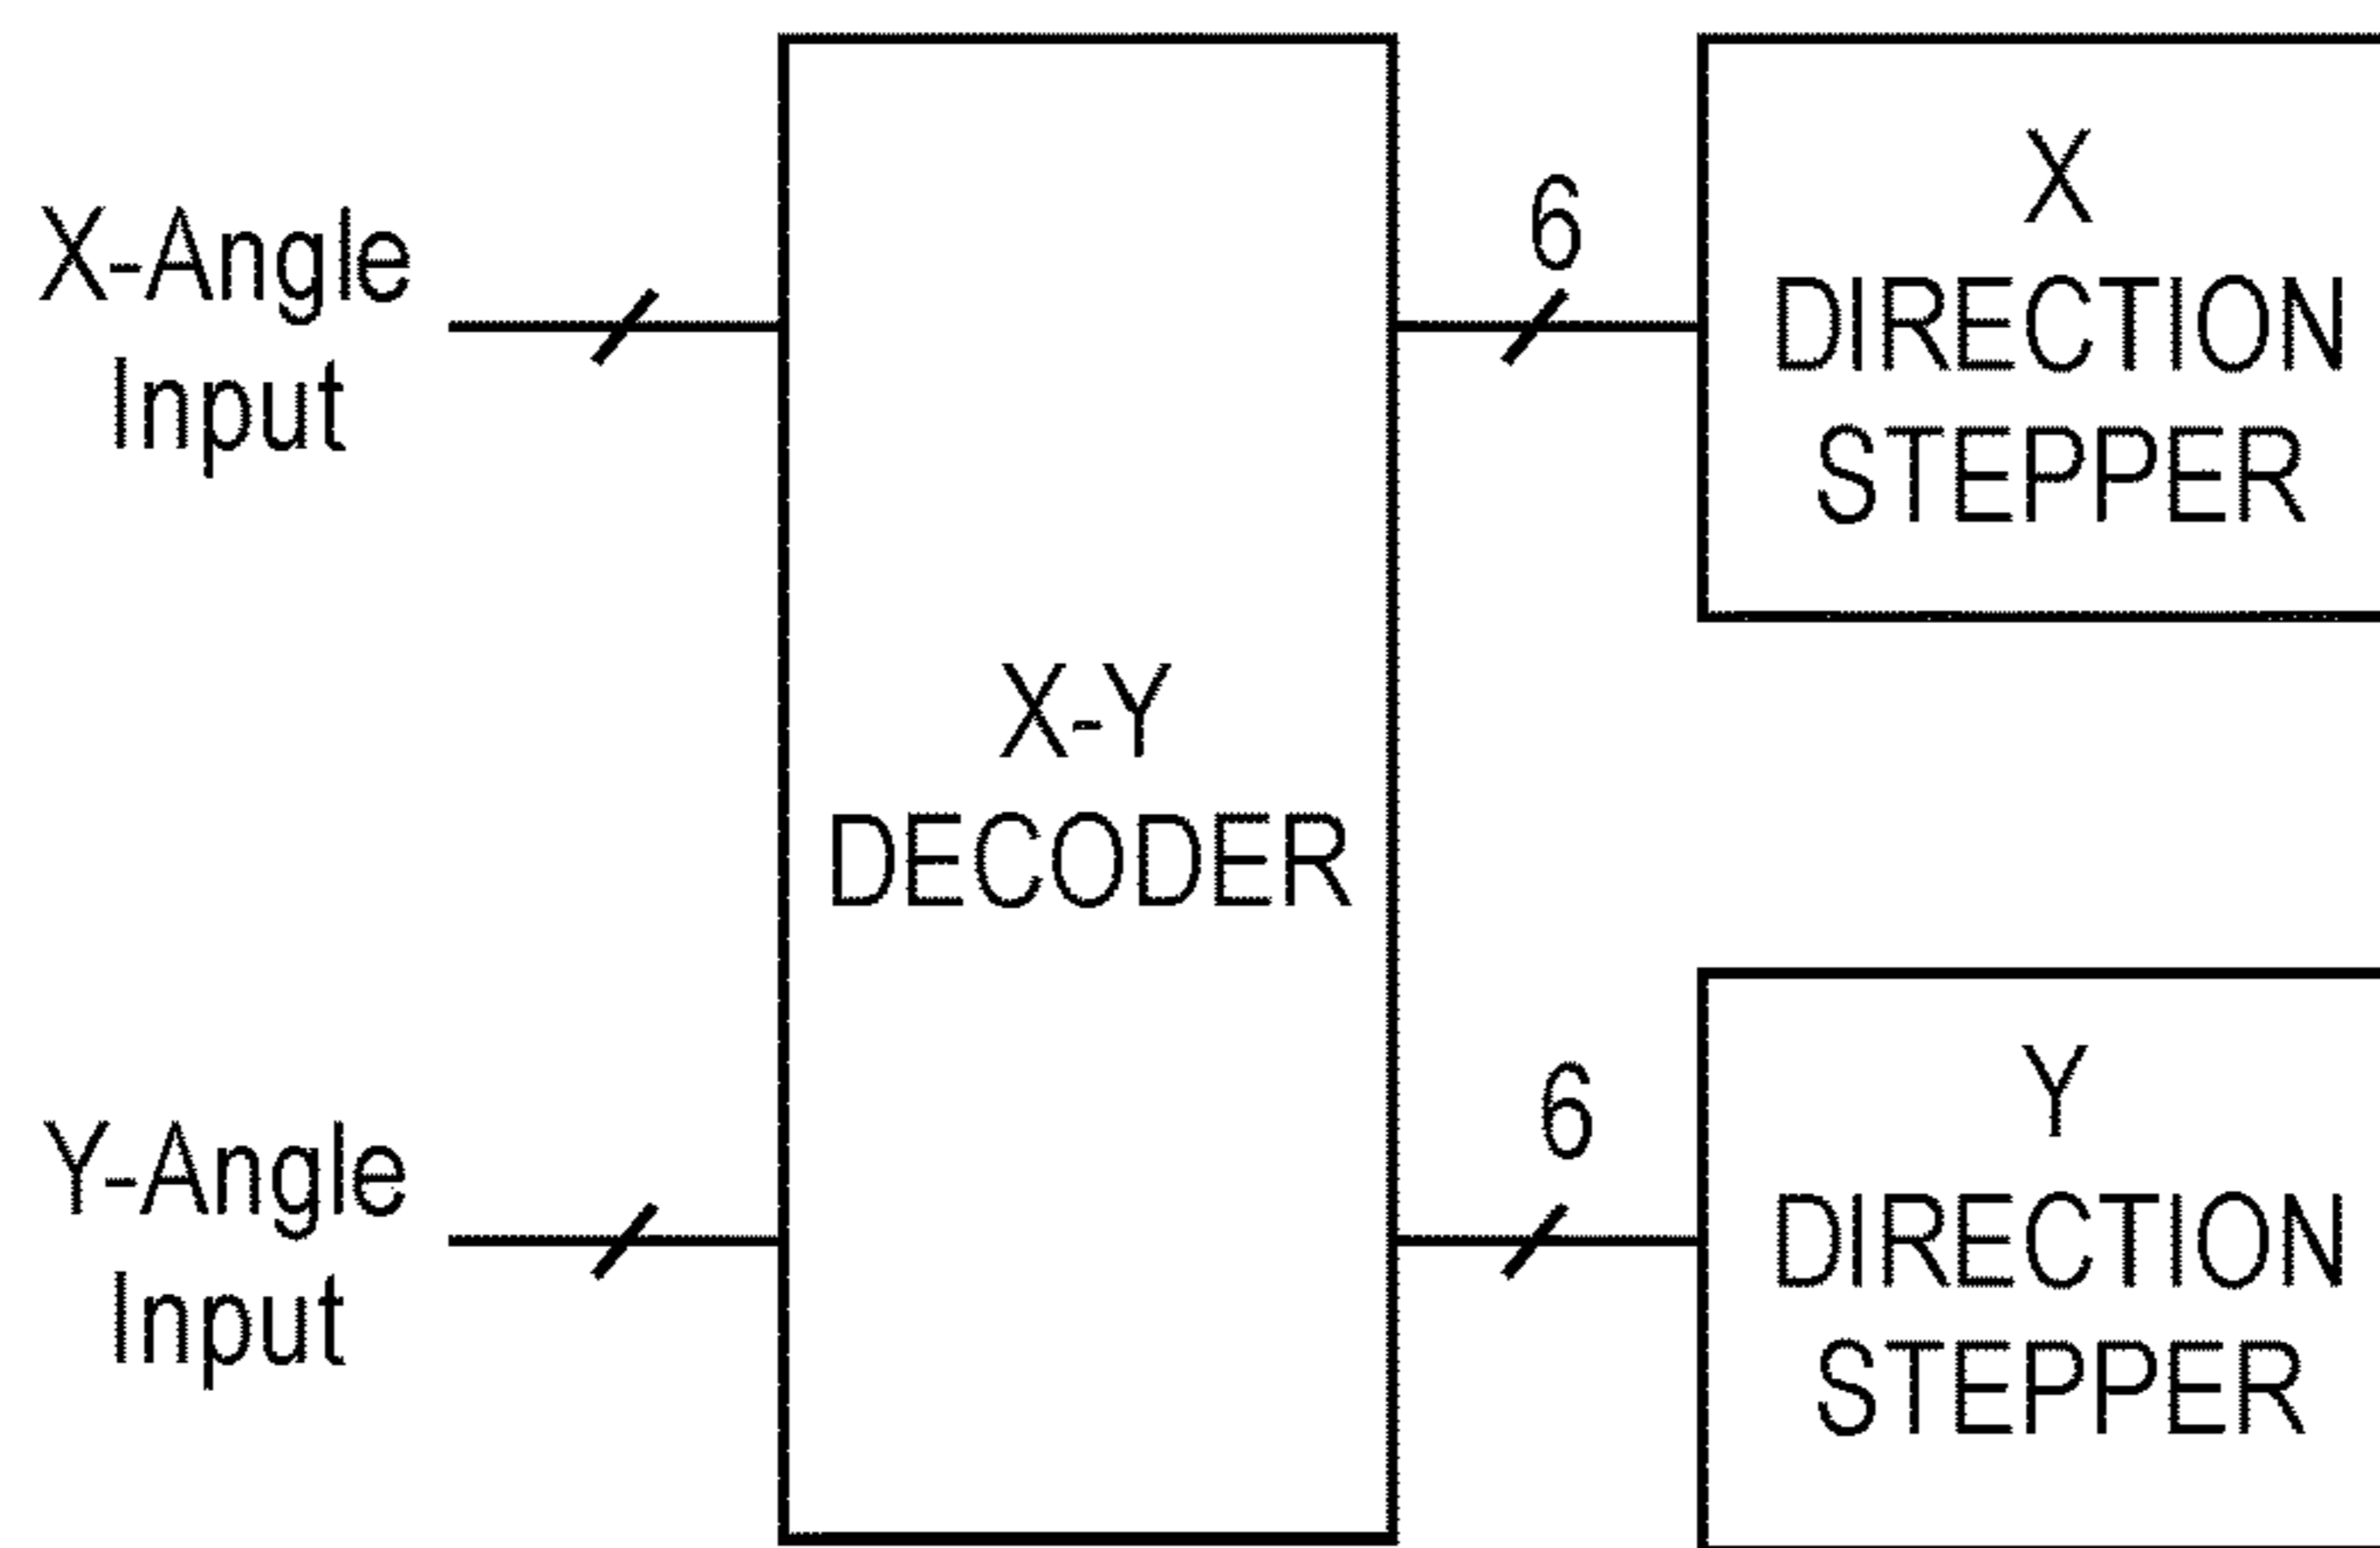 X-Angle
Input
X-Y
DECODER
6
X
DIRECTION
STEPPER
Y-Angle
Input
6
Y
DIRECTION
STEPPER